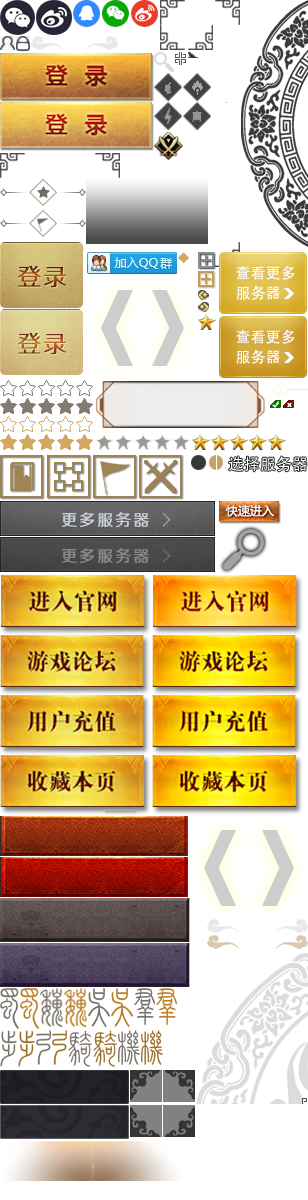 登 录
登 录
登录
加入QQ群
查看更多
服务器
登录
查看更多
服务器
选择服务器
更多服务器
快速进入
更多服务器
进入官网
进入官网
游戏论坛
游戏论坛
用户充值
用户充值
收藏本页
收藏本页